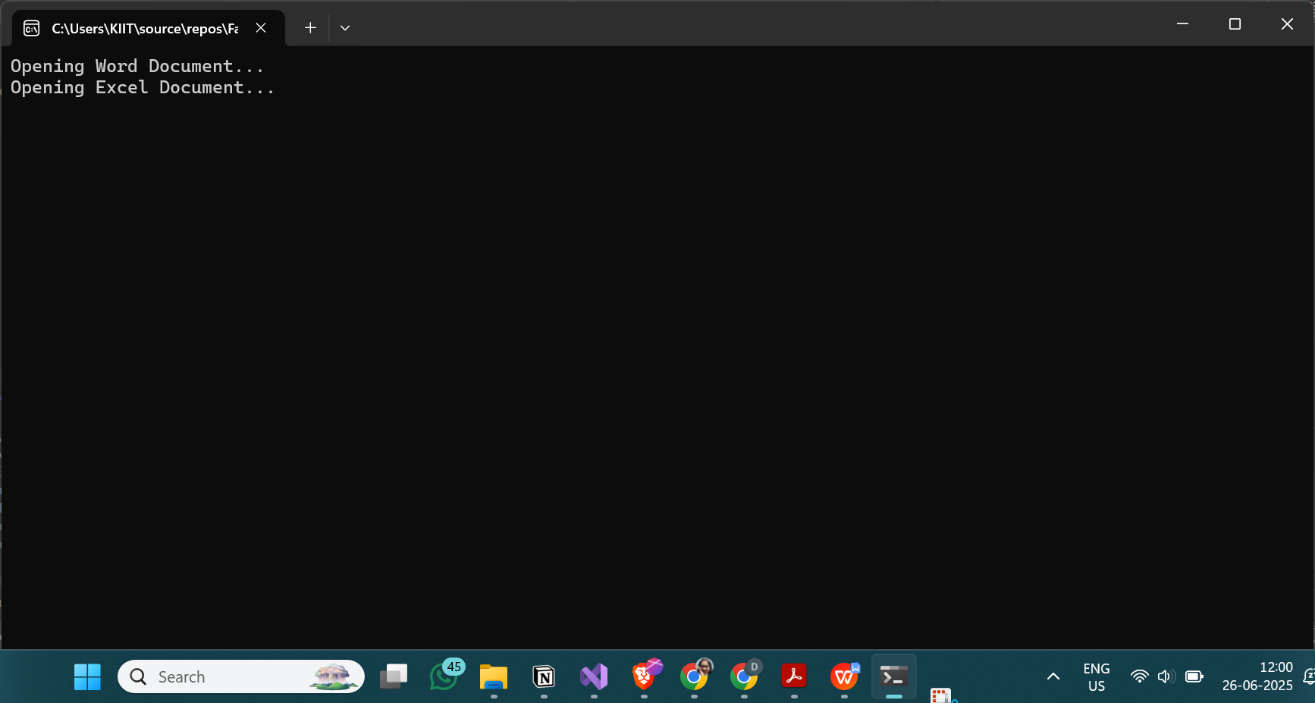 C:\Users\KIIT\source\repos\Fa
Opening Word Document...
Opening Excel Document...
Search
45
D
ENG
US
12:00
26-06-2025